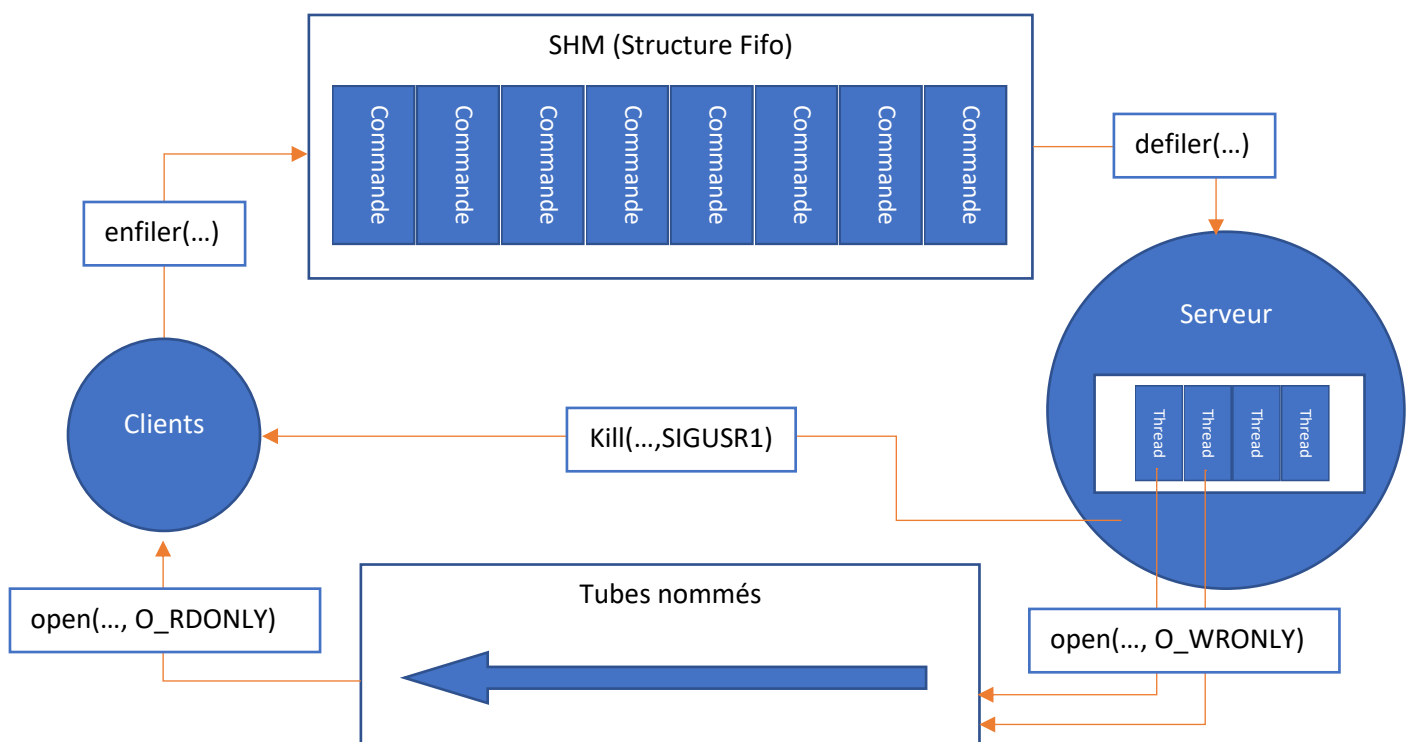 SHM (Structure Fifo)
Commande
Commande
Commande
Commande
Commande
Commande
Commande
Commande
defiler(…)
enfiler(…)
Serveur
Thread
Thread
Thread
Thread
Clients
Kill(…,SIGUSR1)
Tubes nommés
open(…, O_RDONLY)
open(…, O_WRONLY)